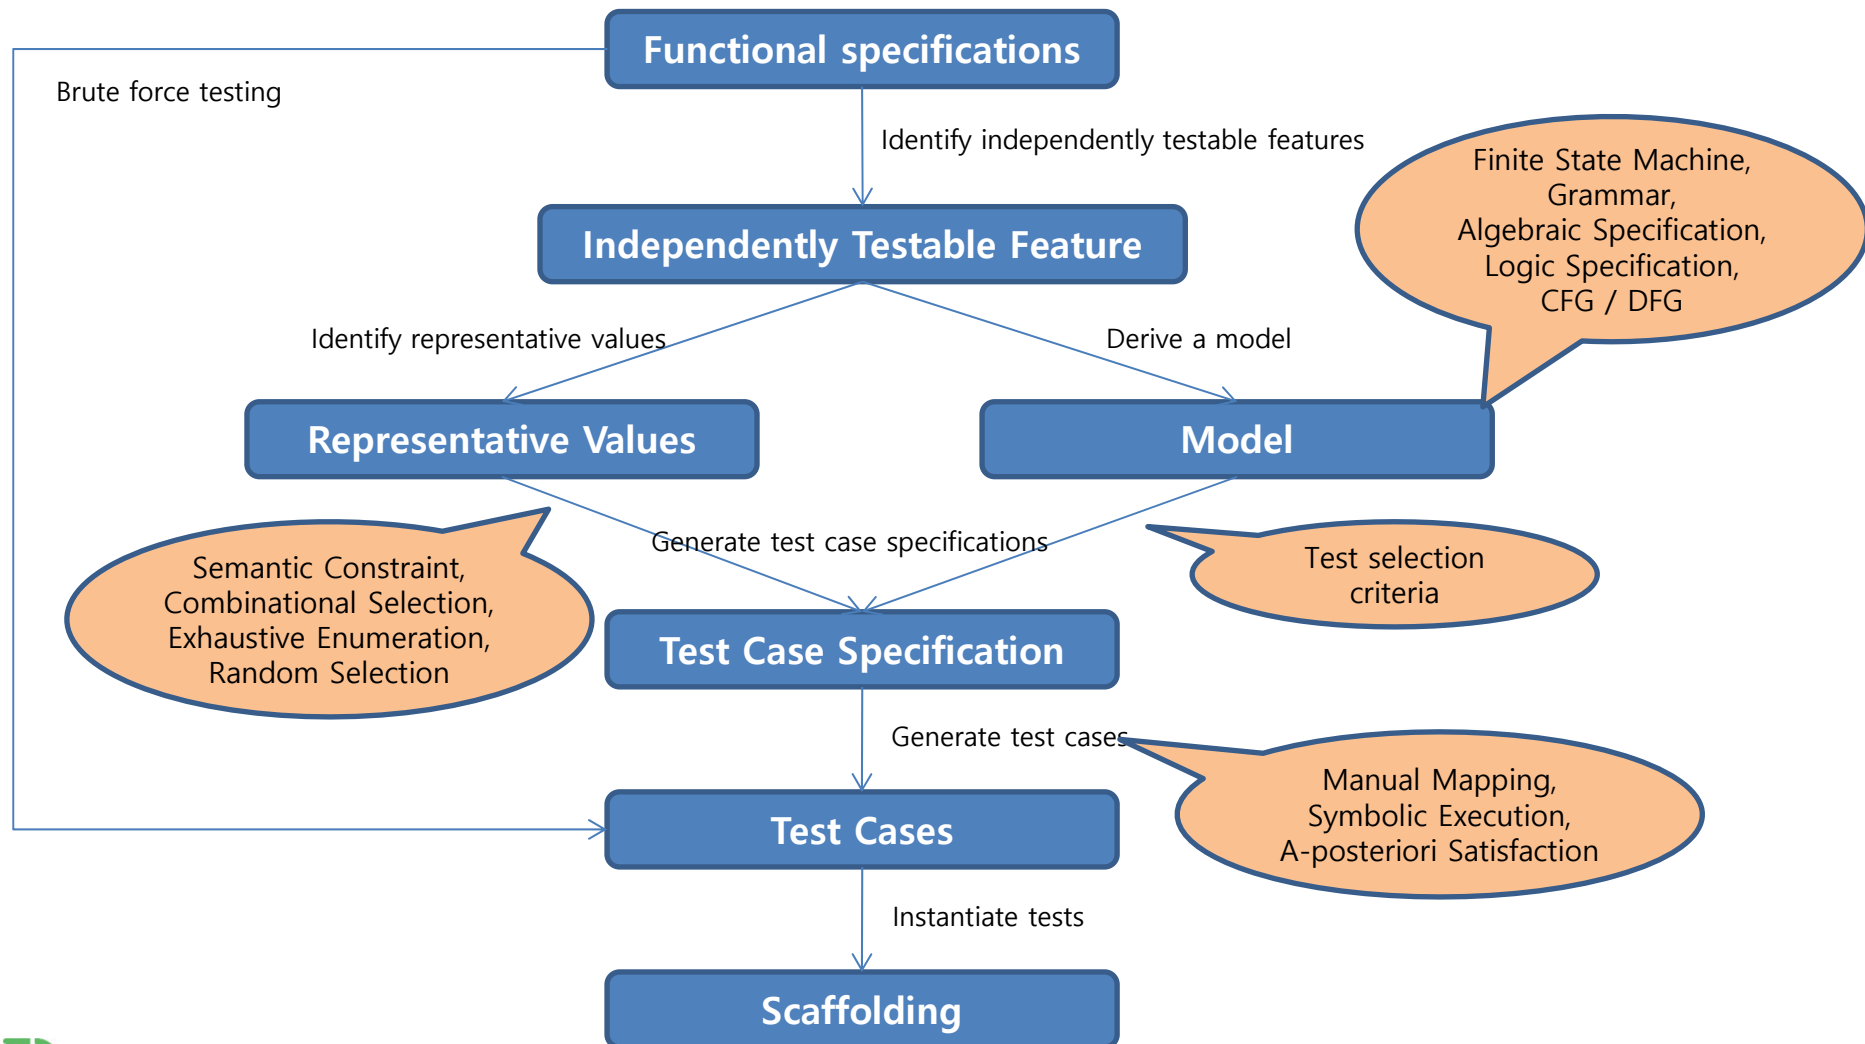 Functional specifications
Brute force testing
Identify independently testable features
Finite State Machine,
Grammar,
Algebraic Specification,
Logic Specification,
CFG / DFG
Independently Testable Feature
Identify representative values
Derive a model
Representative Values
Model
Generate test case specifications
Semantic Constraint,
Combinational Selection,
Exhaustive Enumeration,
Random Selection
Test selection
criteria
Test Case Specification
Generate test cases
Manual Mapping,
Symbolic Execution,
A-posteriori Satisfaction
Test Cases
Instantiate tests
Scaffolding